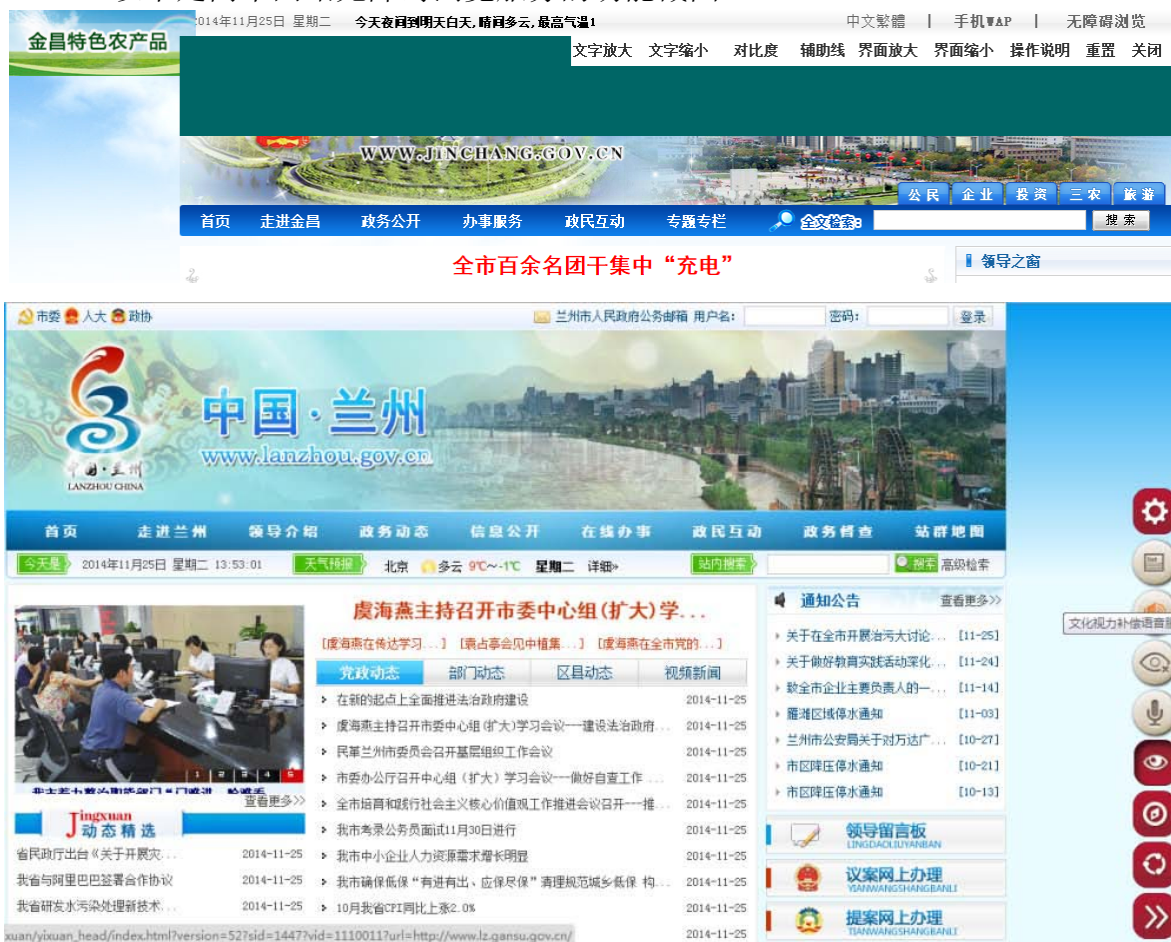 2014年11月25日 星期二 今天夜间到明天白天,晴间多云,最高气温1 中文繁體 | 手机WAP | 无障碍浏览
金昌特色农产品
文字放大 文字缩小 对比度 辅助线 界面放大 界面缩小 操作说明 重置 关闭
WWW.JINCHANG.GOV.CN
公民 企业 投资 三农 旅游
首页 走进金昌 政务公开 办事服务 政民互动 专题专栏 全文检索: 搜索
全市百余名团干集中“充电” 领导之窗
市委 人大 政协 兰州市人民政府公务邮箱 用户名: 密码: 登录
中国·兰州
www.lanzhou.gov.cn
中国·兰州
LANZHOU CHINA
首页 走进兰州 领导介绍 政务动态 信息公开 在线办事 政民互动 政务督查 站群地图
今天是 2014年11月25日 星期二 13:53:01 天气预报 北京 多云 9℃~-1℃ 星期二 详细» 站内搜索 搜索 高级检索
虞海燕主持召开市委中心组(扩大)学...
[虞海燕在传达学习...] [袁占亭会见中植集...] [虞海燕在全市党的...]
党政动态 部门动态 区县动态 视频新闻
在新的起点上全面推进法治政府建设 2014-11-25
虞海燕主持召开市委中心组(扩大)学习会议---建设法治政府... 2014-11-25
民革兰州市委员会召开基层组织工作会议 2014-11-25
市委办公厅召开中心组(扩大)学习会议---做好自查工作 ... 2014-11-25
全市培育和践行社会主义核心价值观工作推进会议召开---推... 2014-11-25
我市考录公务员面试11月30日进行 2014-11-25
我市中小企业人力资源需求增长明显 2014-11-25
我市确保低保“有进有出、应保尽保”清理规范城乡低保 构... 2014-11-25
10月我省CPI同比上涨2.0% 2014-11-25
2014-11-25
1 2 3 4 5
查看更多>>
Jingxuan
动态精选
省民政厅出台《关于开展灾... 2014-11-25
我省与阿里巴巴签署合作协议 2014-11-25
我省研发水污染处理新技术... 2014-11-25
通知公告 查看更多>>
关于在全市开展治污大讨论... [11-25]
关于做好教育实践活动深化... [11-24]
致全市企业主要负责人的一... [11-14]
雁滩区域停水通知 [11-03]
兰州市公安局关于对万达广... [10-27]
市区降压停水通知 [10-21]
市区降压停水通知 [10-13]
领导留言板
LINGDAOLIUYANBAN
议案网上办理
YIANWANGSHANGBANLI
提案网上办理
TIANWANGSHANGBANLI
文化视力补偿语音服
xuan/yixuan_head/index.html?version=52?sid=1447?vid=1110011?url=http://www.lz.gansu.gov.cn/